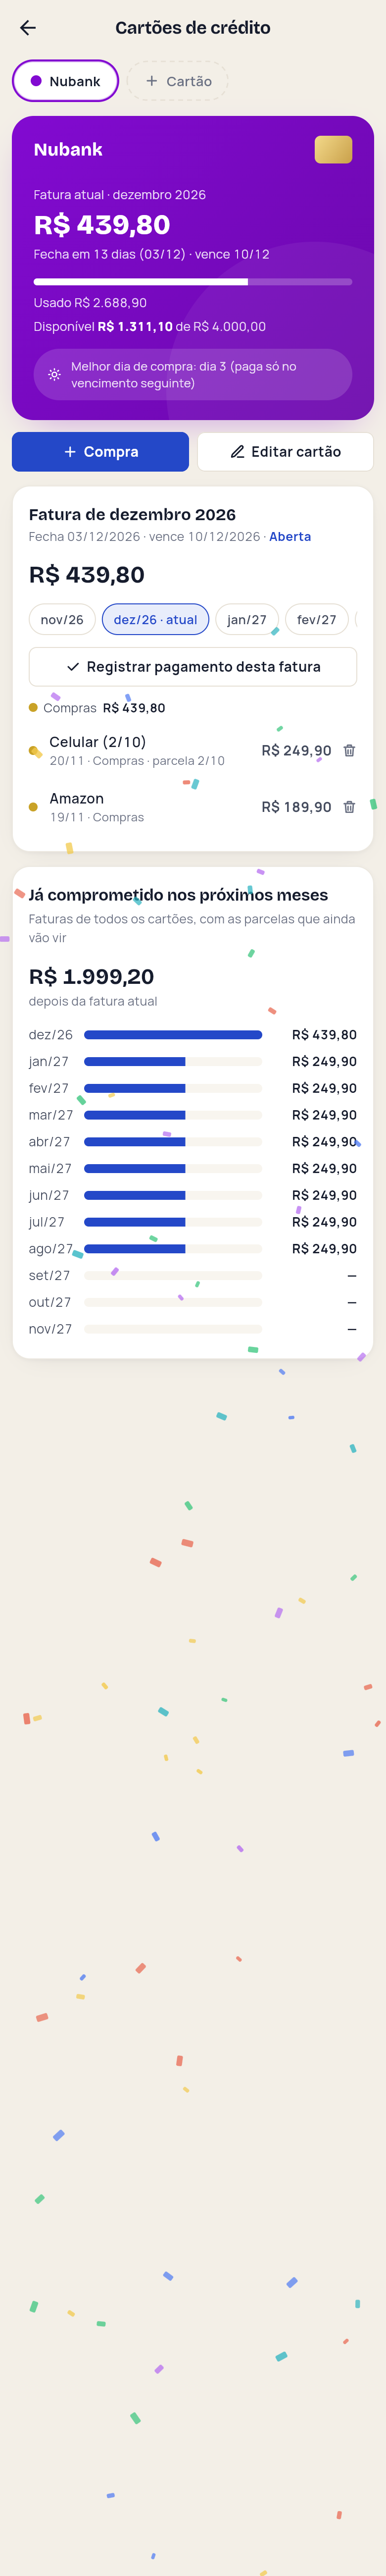 Cartões de crédito
Nubank
Cartão
Nubank
Fatura atual · dezembro 2026
R$ 439,80
Fecha em 13 dias (03/12) · vence 10/12
Usado R$ 2.688,90
Disponível R$ 1.311,10 de R$ 4.000,00
Melhor dia de compra: dia 3 (paga só no
vencimento seguinte)
Compra
Editar cartão
Fatura de dezembro 2026
Fecha 03/12/2026 · vence 10/12/2026 · Aberta
R$ 439,80
nov/26
dez/26 · atual
jan/27
fev/27
Registrar pagamento desta fatura
Compras R$ 439,80
Celular (2/10)
20/11 · Compras · parcela 2/10
R$ 249,90
Amazon
19/11 · Compras
R$ 189,90
Já comprometido nos próximos meses
Faturas de todos os cartões, com as parcelas que ainda
vão vir
R$ 1.999,20
depois da fatura atual
dez/26 R$ 439,80
jan/27 R$ 249,90
fev/27 R$ 249,90
mar/27 R$ 249,90
abr/27 R$ 249,90
mai/27 R$ 249,90
jun/27 R$ 249,90
jul/27 R$ 249,90
ago/27 R$ 249,90
set/27 –
out/27 –
nov/27 –